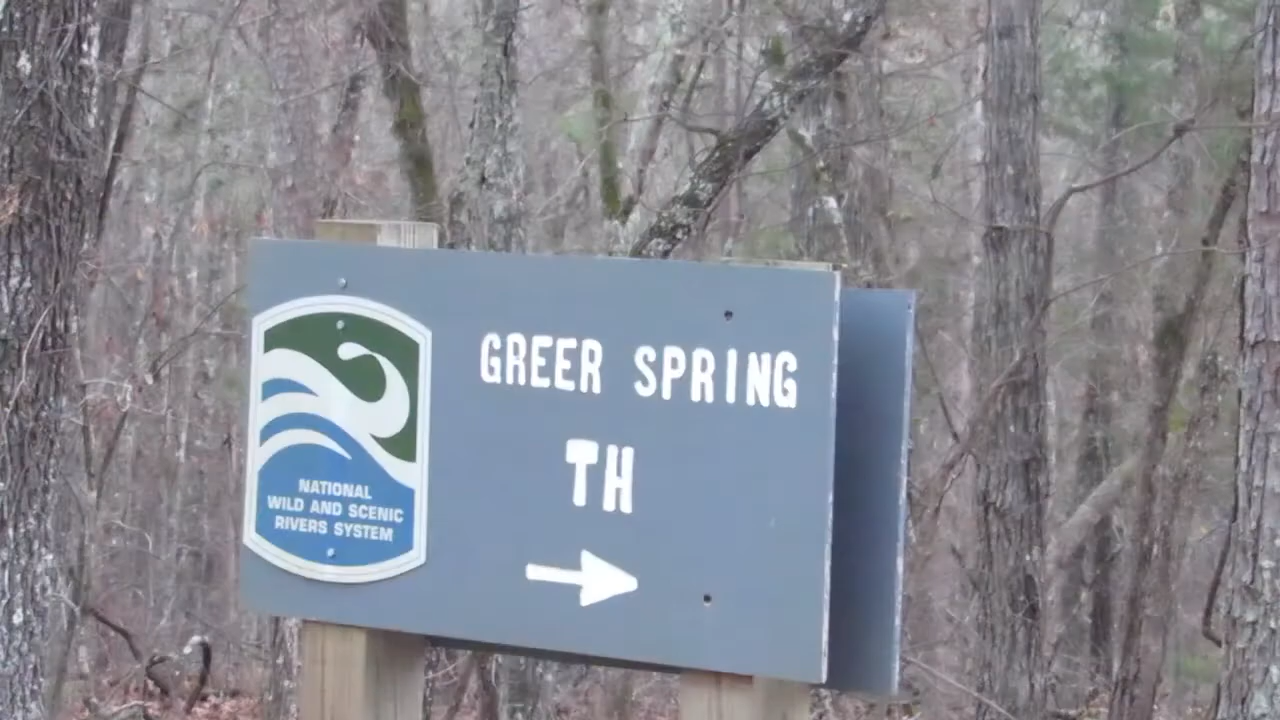 GREER SPRING
TH
NATIONAL
WILD AND SCENIC
RIVERS SYSTEM